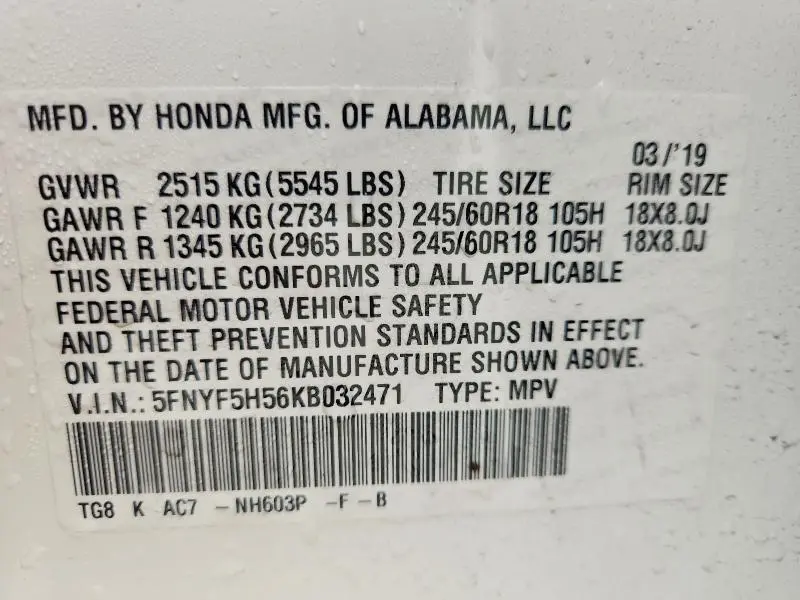 MFD. BY HONDA MFG. OF ALABAMA, LLC
03/'19
GVWR 2515 KG (5545 LBS) TIRE SIZE RIM SIZE
GAWR F 1240 KG (2734 LBS) 245/60R18 105H 18X8.0J
GAWR R 1345 KG (2965 LBS) 245/60R18 105H 18X8.0J
THIS VEHICLE CONFORMS TO ALL APPLICABLE
FEDERAL MOTOR VEHICLE SAFETY
AND THEFT PREVENTION STANDARDS IN EFFECT
ON THE DATE OF MANUFACTURE SHOWN ABOVE.
V.I.N.: 5FNYF5H56KB032471 TYPE: MPV
TG8 K AC7 - NH603P - F - B